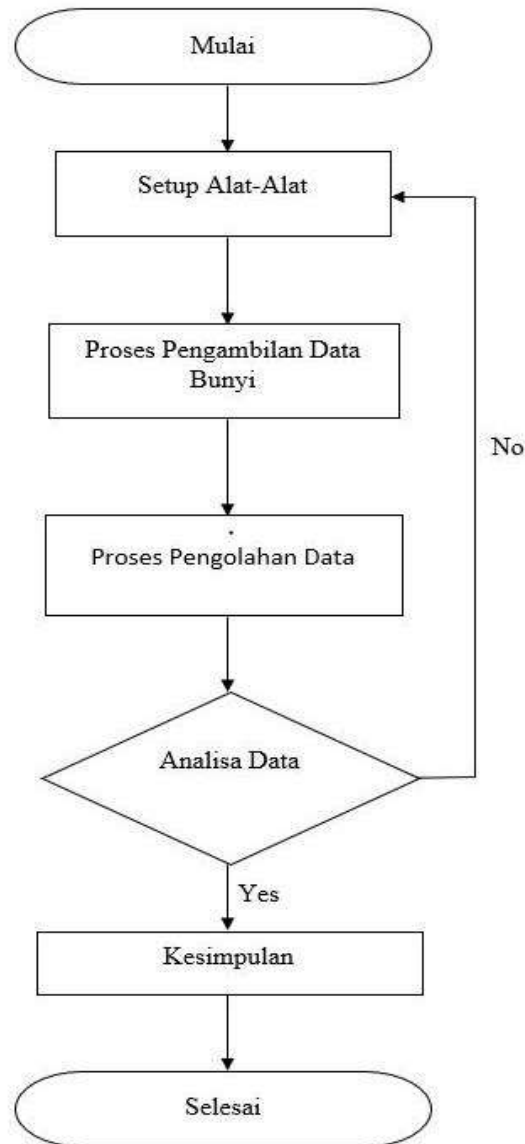 Mulai
Setup Alat-Alat
Proses Pengambilan Data
Bunyi
No
Proses Pengolahan Data
Analisa Data
Yes
Kesimpulan
Selesai